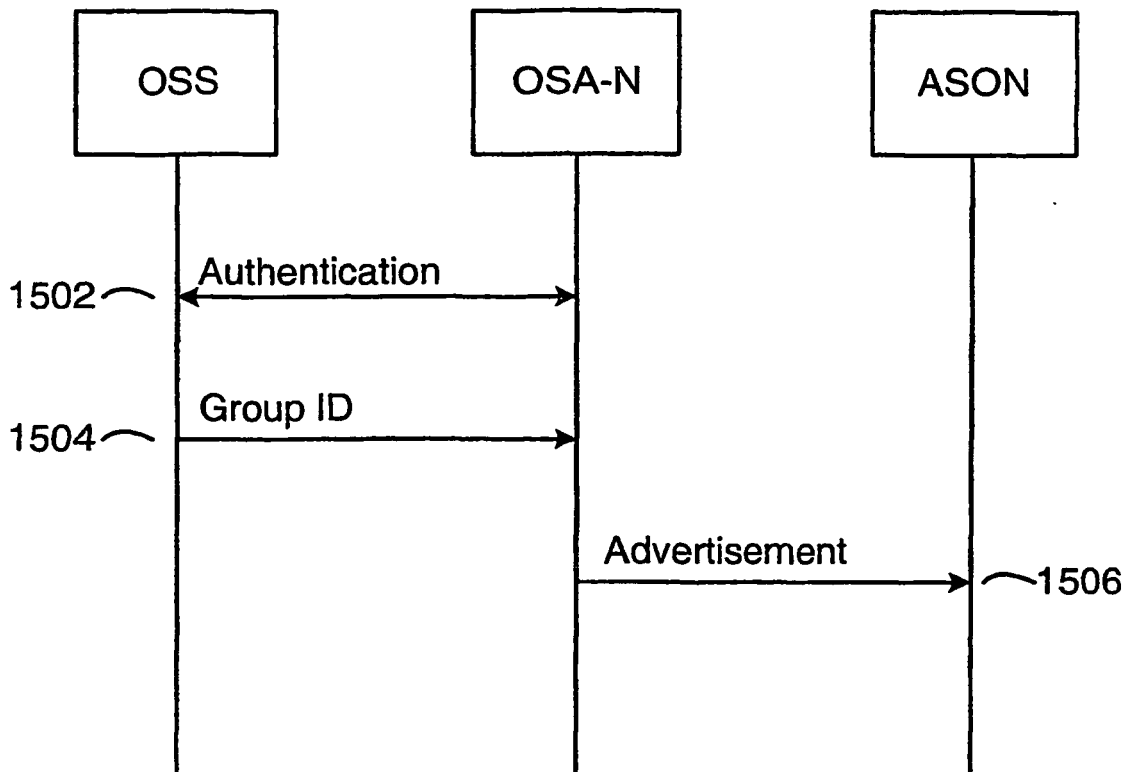 OSS
OSA-N
ASON
Authentication
1502
Group ID
1504
Advertisement
1506